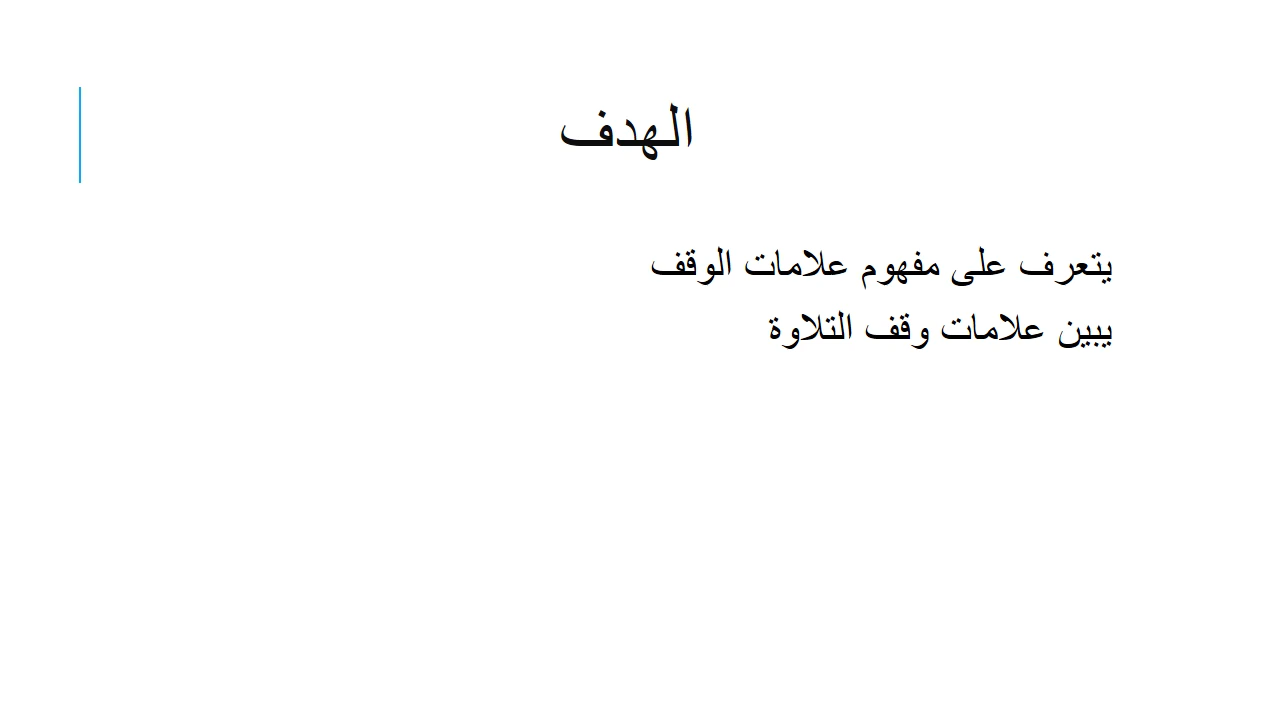 الهدف
يتعرف على مفهوم علامات الوقف
يبين علامات وقف التلاوة